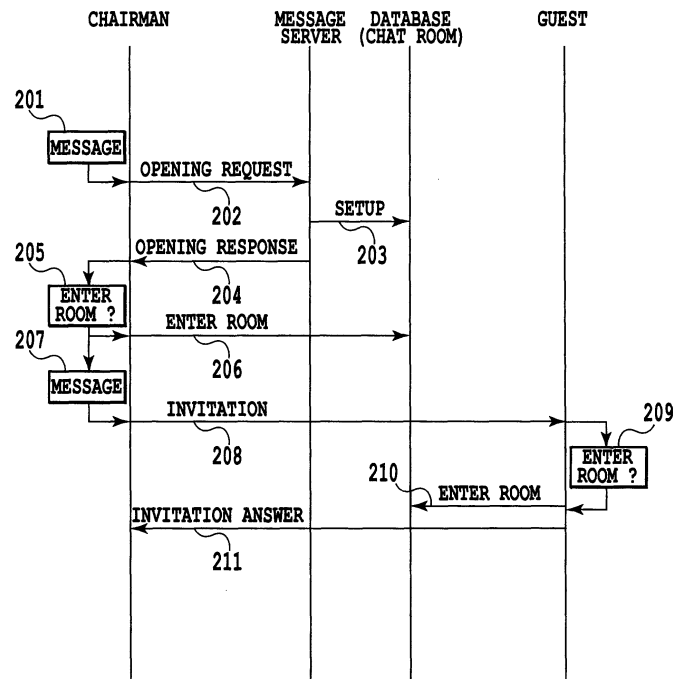 CHAIRMAN
MESSAGE SERVER
DATABASE (CHAT ROOM)
GUEST
201
MESSAGE
OPENING REQUEST
202
SETUP
203
OPENING RESPONSE
204
205
ENTER ROOM ?
ENTER ROOM
206
207
MESSAGE
INVITATION
208
209
ENTER ROOM ?
210
ENTER ROOM
INVITATION ANSWER
211